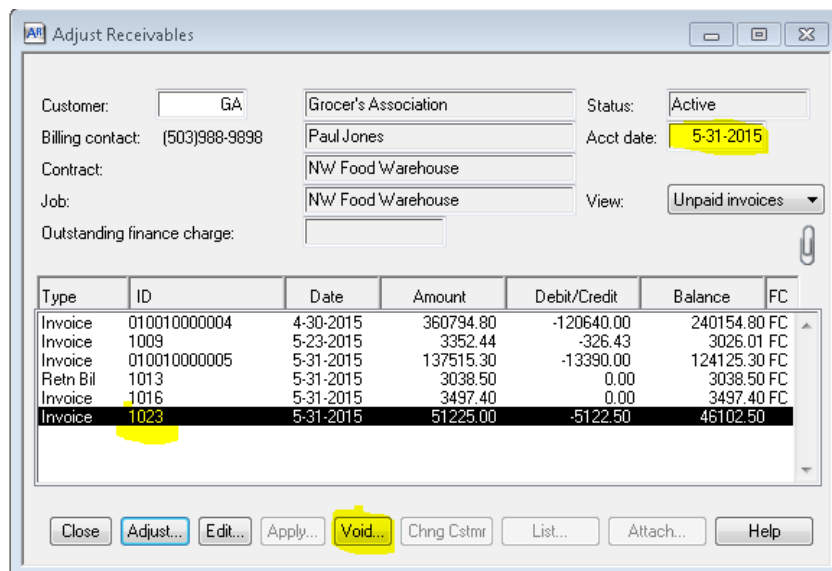 AR Adjust Receivables
Customer: GA Grocer's Association Status: Active
Billing contact: (503)988-9898 Paul Jones Acct date: 5-31-2015
Contract: NW Food Warehouse
Job: NW Food Warehouse View: Unpaid invoices
Outstanding finance charge:
Type ID Date Amount Debit/Credit Balance FC
Invoice 010010000004 4-30-2015 360794.80 -120640.00 240154.80 FC
Invoice 1009 5-23-2015 3352.44 -326.43 3026.01 FC
Invoice 010010000005 5-31-2015 137515.30 -13390.00 124125.30 FC
Retn Bil 1013 5-31-2015 3038.50 0.00 3038.50 FC
Invoice 1016 5-31-2015 3497.40 0.00 3497.40 FC
Invoice 1023 5-31-2015 51225.00 -5122.50 46102.50
Close Adjust... Edit... Apply... Void... Chng Cstmr List... Attach... Help